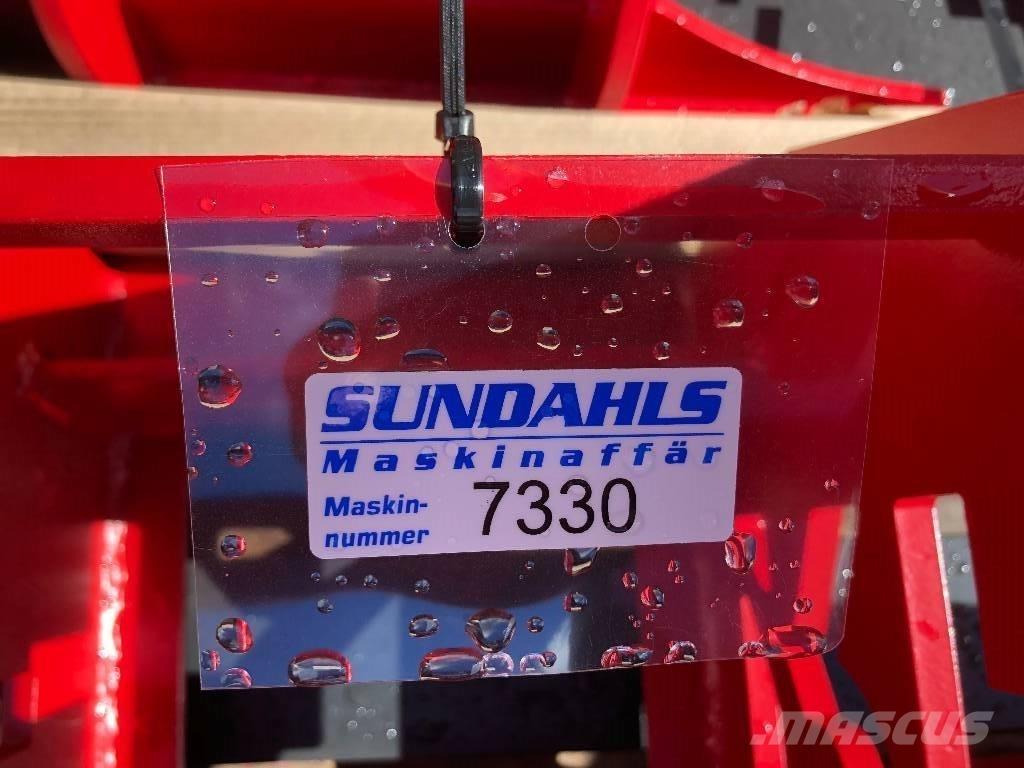 SUNDAHLS
Maskinaffär
Maskin-
nummer 7330
MASCUS